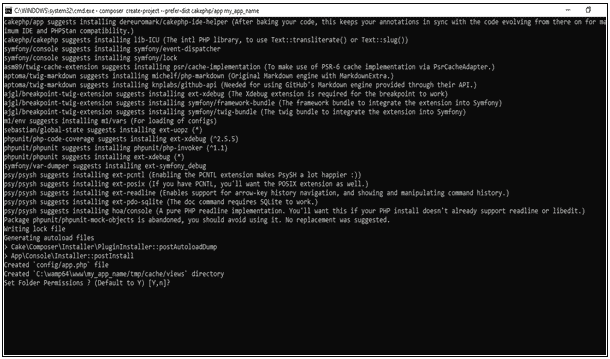 C:\WINDOWS\system32\cmd.exe - composer create-project --prefer-dist cakephp/app my_app_name
cakephp/app suggests installing dereuromark/cakephp-ide-helper (After baking your code, this keeps your annotations in sync with the code evolving from there on for max
imum IDE and PHPStan compatibility.)
cakephp/cakephp suggests installing lib-ICU (The intl PHP library, to use Text::transliterate() or Text::slug())
symfony/console suggests installing symfony/event-dispatcher
symfony/console suggests installing symfony/lock
asm89/twig-cache-extension suggests installing psr/cache-implementation (To make use of PSR-6 cache implementation via PsrCacheAdapter.)
aptoma/twig-markdown suggests installing michelf/php-markdown (Original Markdown engine with MarkdownExtra.)
aptoma/twig-markdown suggests installing knplabs/github-api (Needed for using GitHub's Markdown engine provided through their API.)
ajgl/breakpoint-twig-extension suggests installing ext-xdebug (The Xdebug extension is required for the breakpoint to work)
ajgl/breakpoint-twig-extension suggests installing symfony/framework-bundle (The framework bundle to integrate the extension into Symfony)
ajgl/breakpoint-twig-extension suggests installing symfony/twig-bundle (The twig bundle to integrate the extension into Symfony)
m1/env suggests installing m1/vars (For loading of configs)
sebastian/global-state suggests installing ext-uopz (*)
phpunit/php-code-coverage suggests installing ext-xdebug (^2.5.5)
phpunit/phpunit suggests installing phpunit/php-invoker (^1.1)
phpunit/phpunit suggests installing ext-xdebug (*)
symfony/var-dumper suggests installing ext-symfony_debug
psy/psysh suggests installing ext-pcntl (Enabling the PCNTL extension makes PsySH a lot happier :))
psy/psysh suggests installing ext-posix (If you have PCNTL, you'll want the POSIX extension as well.)
psy/psysh suggests installing ext-readline (Enables support for arrow-key history navigation, and showing and manipulating command history.)
psy/psysh suggests installing ext-pdo-sqlite (The doc command requires SQLite to work.)
psy/psysh suggests installing hoa/console (A pure PHP readline implementation. You'll want this if your PHP install doesn't already support readline or libedit.)
Package phpunit/phpunit-mock-objects is abandoned, you should avoid using it. No replacement was suggested.
Writing lock file
Generating autoload files
> Cake\Composer\Installer\PluginInstaller::postAutoloadDump
> App\Console\Installer::postInstall
Created `config/app.php` file
Created `C:\wamp64\www\my_app_name/tmp/cache/views` directory
Set Folder Permissions ? (Default to Y) [Y,n]?